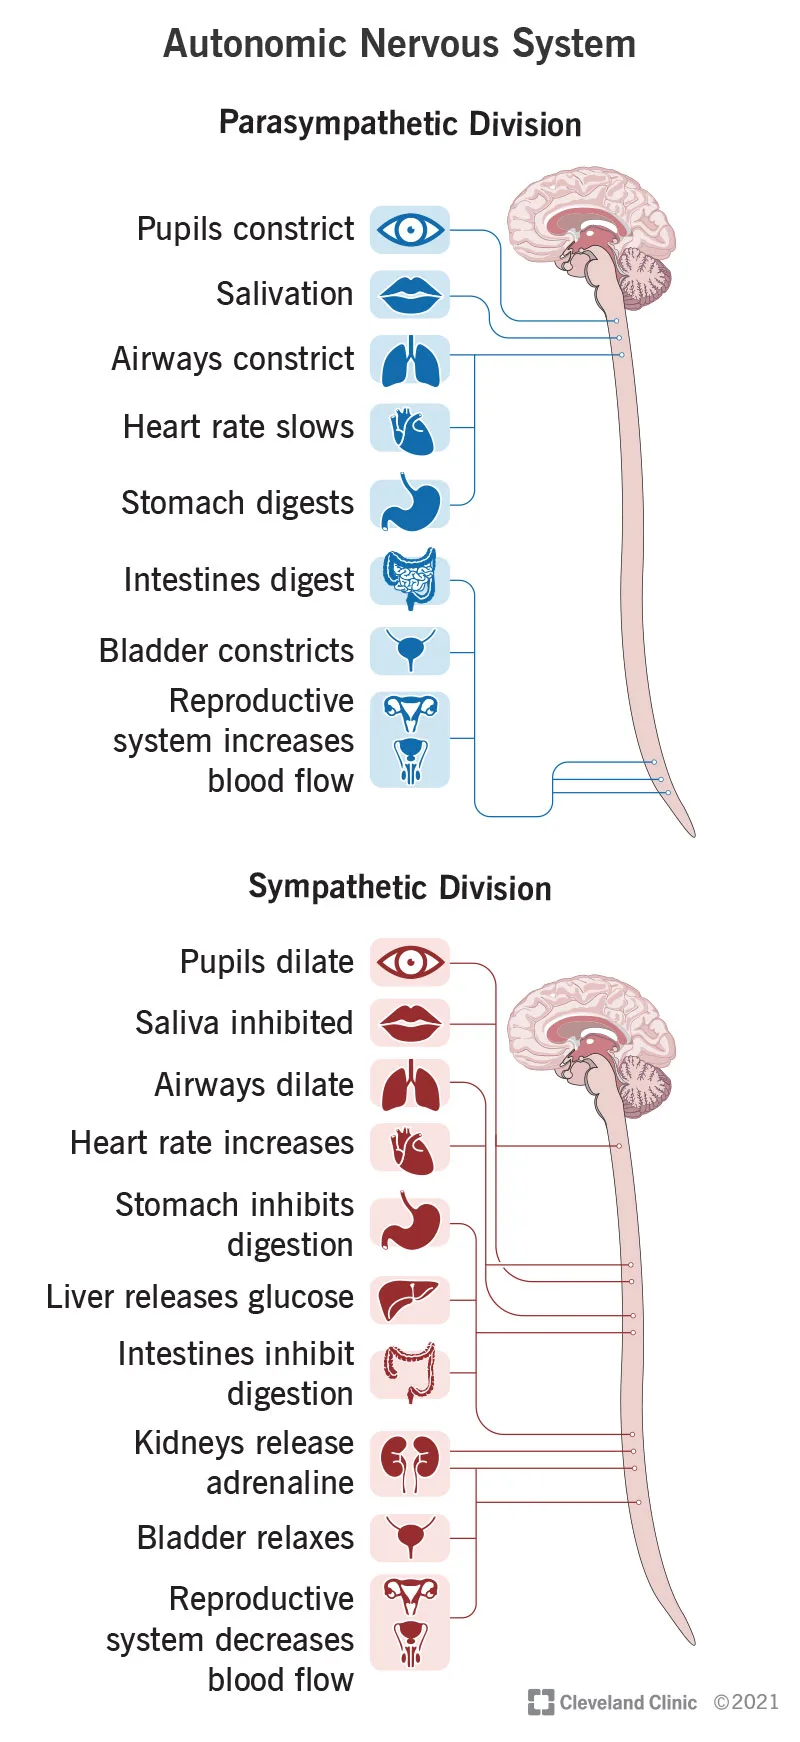 Autonomic Nervous System
Parasympathetic Division
Pupils constrict
Salivation
Airways constrict
Heart rate slows
Stomach digests
Intestines digest
Bladder constricts
Reproductive
system increases
blood flow
Sympathetic Division
Pupils dilate
Saliva inhibited
Airways dilate
Heart rate increases
Stomach inhibits
digestion
Liver releases glucose
Intestines inhibit
digestion
Kidneys release
adrenaline
Bladder relaxes
Reproductive
system decreases
blood flow
Cleveland Clinic ©2021